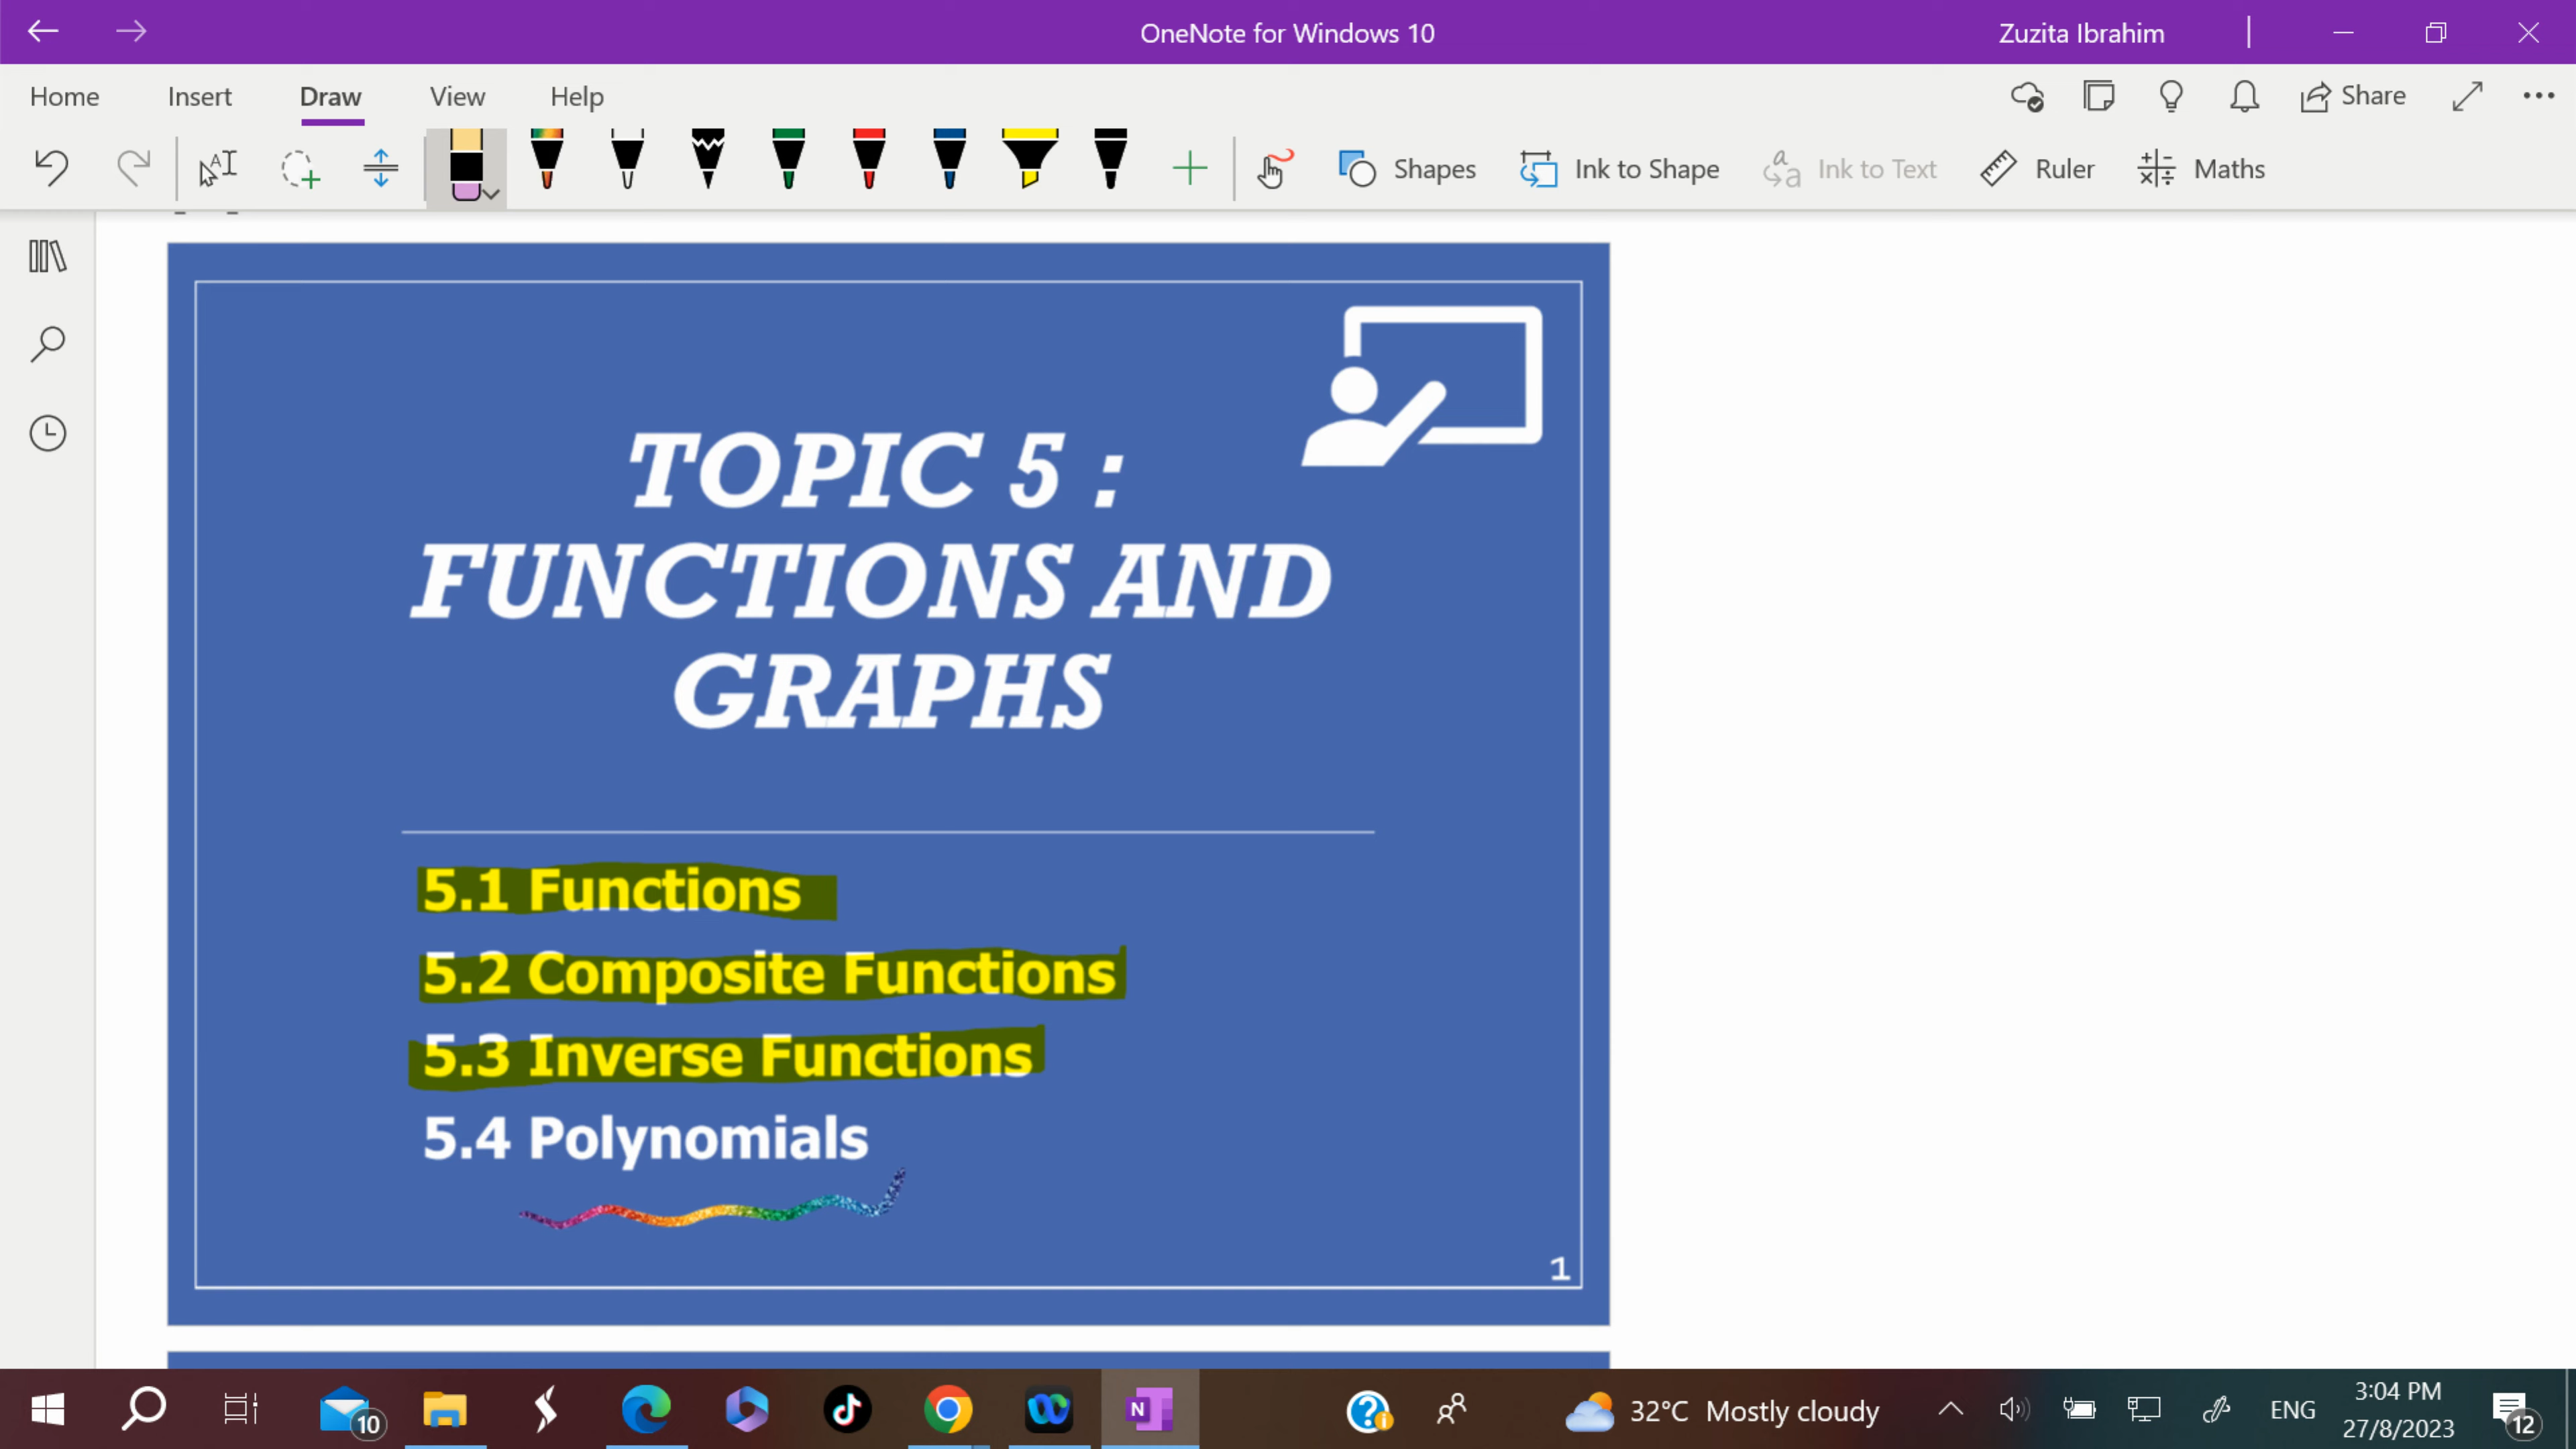 OneNote for Windows 10
Zuzita Ibrahim
Home Insert Draw View Help
Share
Shapes
Ink to Shape
Ink to Text
Ruler
Maths
TOPIC 5 :
FUNCTIONS AND
GRAPHS
5.1 Functions
5.2 Composite Functions
5.3 Inverse Functions
5.4 Polynomials
1
10
N
32°C Mostly cloudy
ENG
3:04 PM
27/8/2023
12